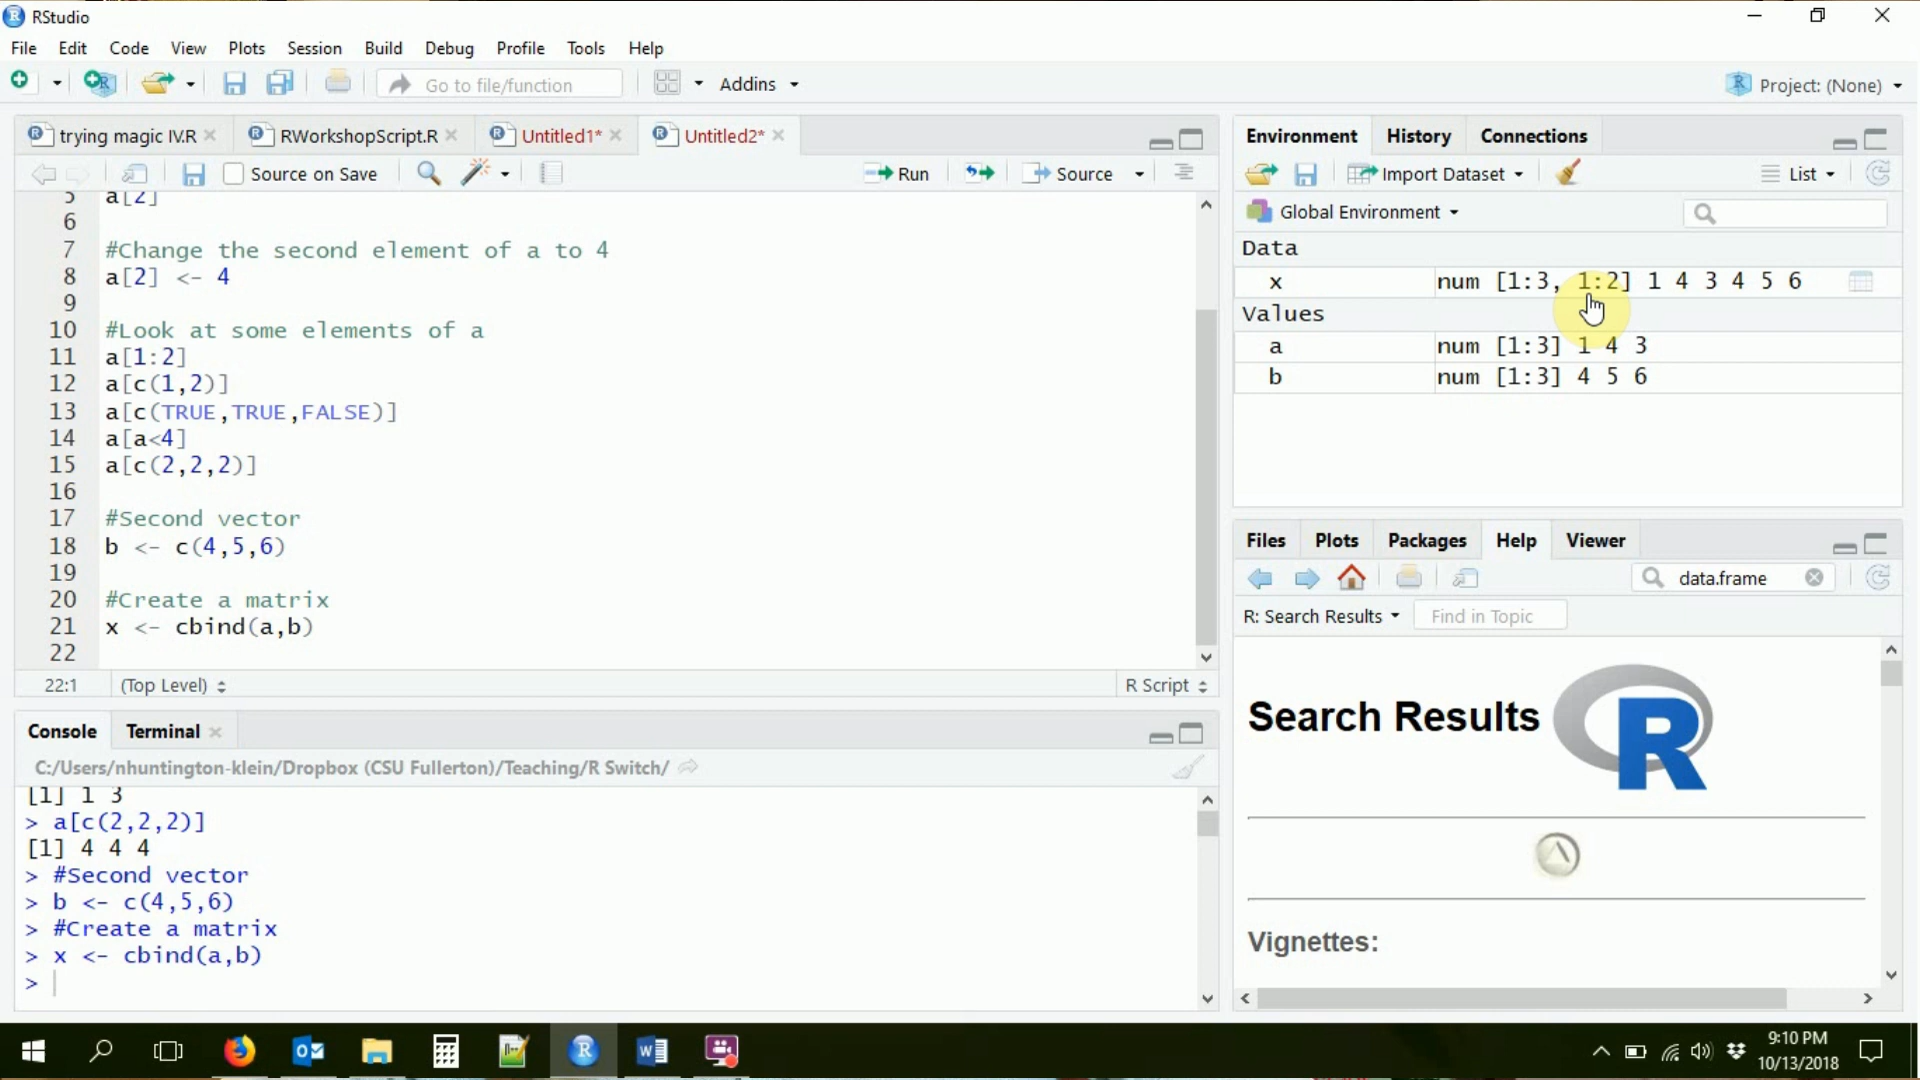 RStudio
File Edit Code View Plots Session Build Debug Profile Tools Help
Go to file/function Addins Project: (None)
trying magic IV.R RWorkshopScript.R Untitled1* Untitled2*
Source on Save Run Source
5 a[2]
6
7 #Change the second element of a to 4
8 a[2] <- 4
9
10 #Look at some elements of a
11 a[1:2]
12 a[c(1,2)]
13 a[c(TRUE,TRUE,FALSE)]
14 a[a<4]
15 a[c(2,2,2)]
16
17 #Second vector
18 b <- c(4,5,6)
19
20 #Create a matrix
21 x <- cbind(a,b)
22
22:1 (Top Level) R Script
Console Terminal
C:/Users/nhuntington-klein/Dropbox (CSU Fullerton)/Teaching/R Switch/
[1] 1 3
> a[c(2,2,2)]
[1] 4 4 4
> #Second vector
> b <- c(4,5,6)
> #Create a matrix
> x <- cbind(a,b)
>
Environment History Connections
Import Dataset List
Global Environment
Data
x num [1:3, 1:2] 1 4 3 4 5 6
Values
a num [1:3] 1 4 3
b num [1:3] 4 5 6
Files Plots Packages Help Viewer
data.frame
R: Search Results Find in Topic
Search Results R
Vignettes:
9:10 PM
10/13/2018